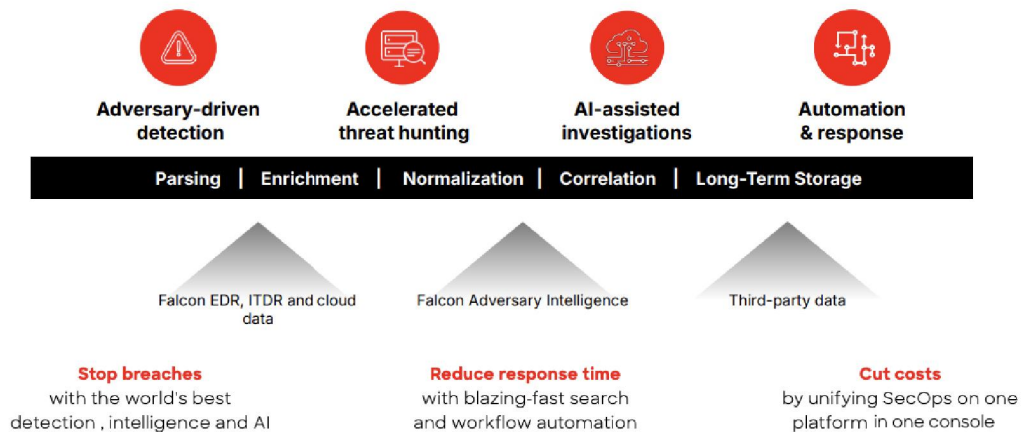 Adversary-driven
detection
Accelerated
threat hunting
AI-assisted
investigations
Automation
& response
Parsing | Enrichment | Normalization | Correlation | Long-Term Storage
Falcon EDR, ITDR and cloud
data
Falcon Adversary Intelligence
Third-party data
Stop breaches
with the world's best
detection , intelligence and AI
Reduce response time
with blazing-fast search
and workflow automation
Cut costs
by unifying SecOps on one
platform in one console